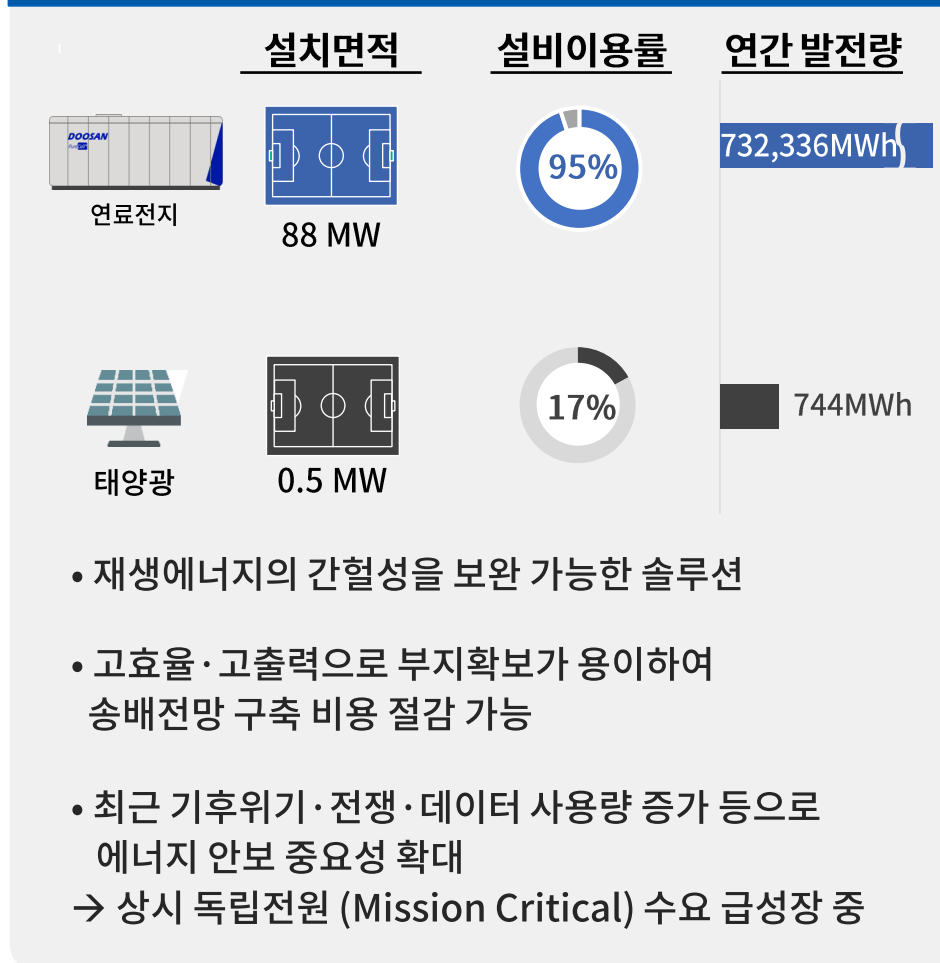 설치면적 설비이용률 연간 발전량
DOOSAN
95%
732,336MWh
연료전지
88 MW
17%
744MWh
태양광
0.5 MW
• 재생에너지의 간헐성을 보완 가능한 솔루션
• 고효율·고출력으로 부지확보가 용이하여
송배전망 구축 비용 절감 가능
• 최근 기후위기·전쟁·데이터 사용량 증가 등으로
에너지 안보 중요성 확대
→ 상시 독립전원 (Mission Critical) 수요 급성장 중